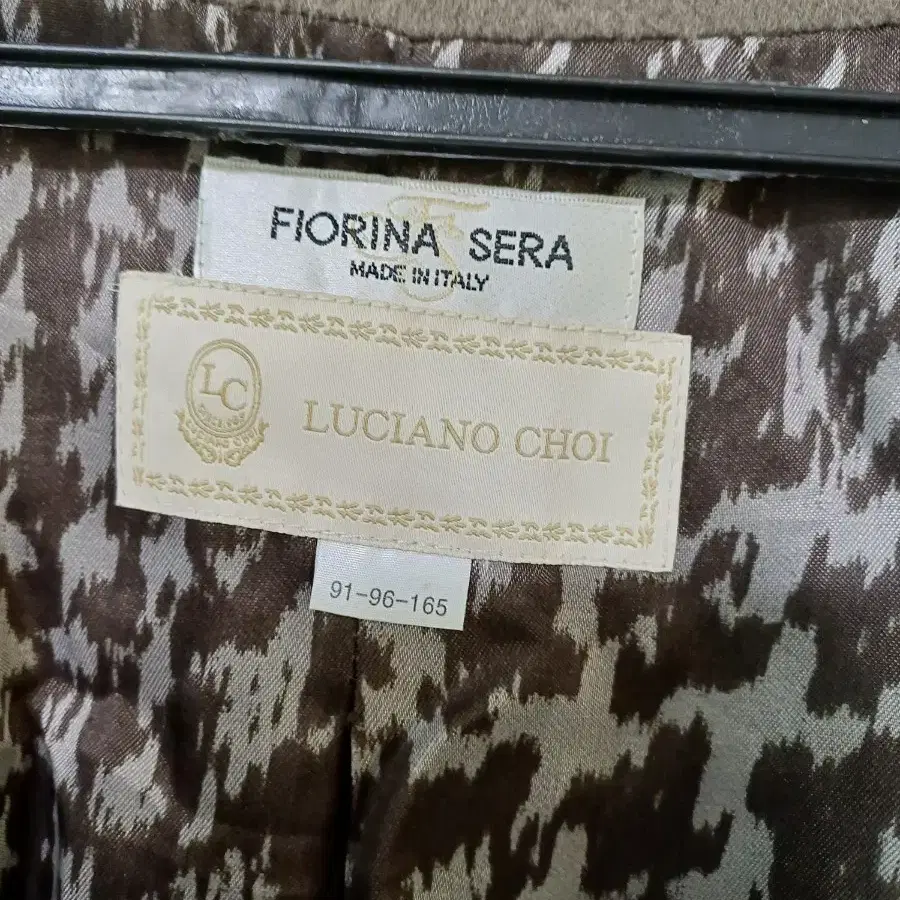 FIORINA SERA
MADE IN ITALY
LC
LUCIANO CHOI
91-96-165